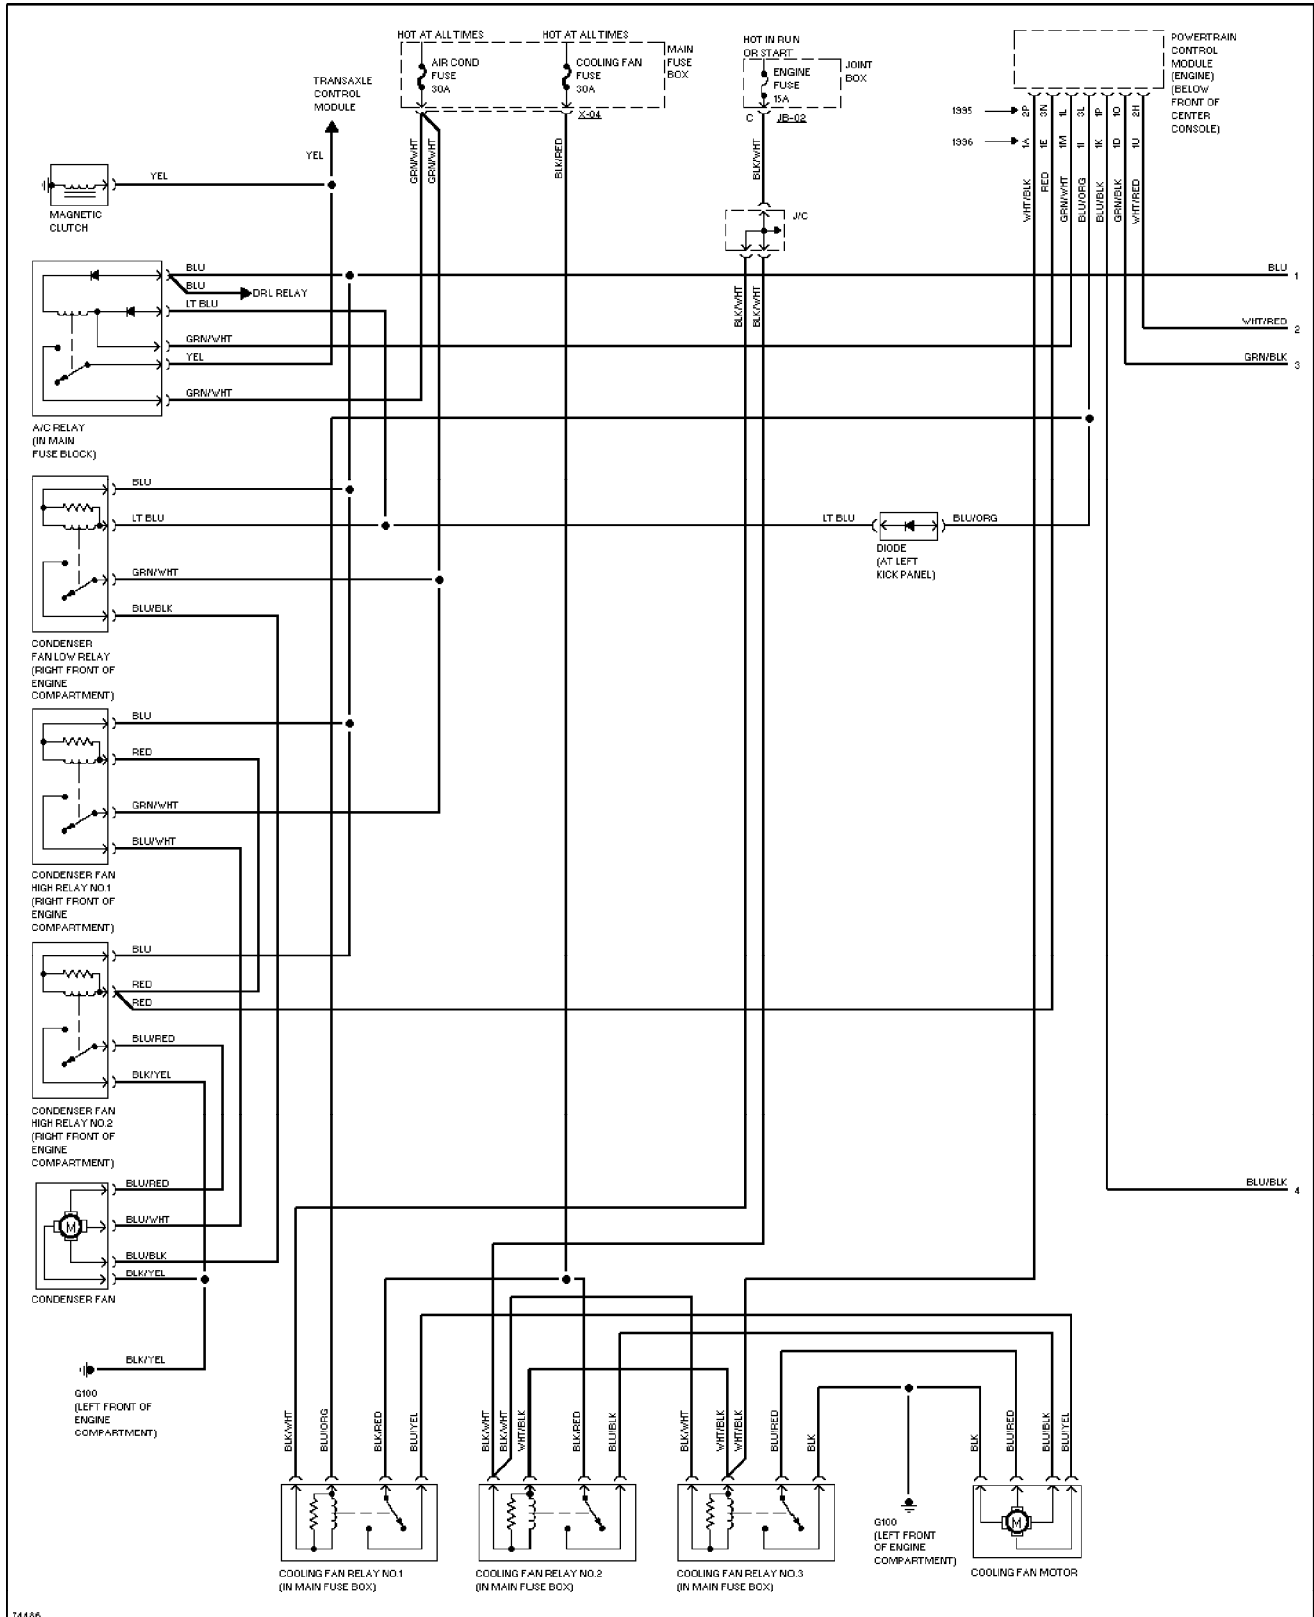 HOT AT ALL TIMES
HOT AT ALL TIMES
AIR COND
FUSE
30A
COOLING FAN
FUSE
30A
MAIN
FUSE
BOX
X-04
HOT IN RUN
OR START
ENGINE
FUSE
15A
JOINT
BOX
C
JB-02
POWERTRAIN
CONTROL
MODULE
(ENGINE)
(BELOW
FRONT OF
CENTER
CONSOLE)
1995
2P
3N
1L
3L
1P
1O
2H
1996
1A
1E
1M
1I
1K
1D
1U
WHT/BLK
RED
GRN/WHT
BLU/ORG
BLU/BLK
GRN/BLK
WHT/RED
TRANSAXLE
CONTROL
MODULE
YEL
GRN/WHT
GRN/WHT
BLK/RED
BLK/WHT
J/C
BLK/WHT
BLK/WHT
YEL
MAGNETIC
CLUTCH
BLU
BLU
DRL RELAY
LT BLU
GRN/WHT
YEL
GRN/WHT
A/C RELAY
(IN MAIN
FUSE BLOCK)
BLU 1
WHT/RED 2
GRN/BLK 3
BLU
LT BLU
GRN/WHT
BLU/BLK
CONDENSER
FAN LOW RELAY
(RIGHT FRONT OF
ENGINE
COMPARTMENT)
LT BLU
BLU/ORG
DIODE
(AT LEFT
KICK PANEL)
BLU
RED
GRN/WHT
BLU/WHT
CONDENSER FAN
HIGH RELAY NO.1
(RIGHT FRONT OF
ENGINE
COMPARTMENT)
BLU
RED
RED
BLU/RED
BLK/YEL
CONDENSER FAN
HIGH RELAY NO.2
(RIGHT FRONT OF
ENGINE
COMPARTMENT)
BLU/RED
M
BLU/WHT
BLU/BLK
BLK/YEL
CONDENSER FAN
BLU/BLK 4
BLK/YEL
G100
(LEFT FRONT OF
ENGINE
COMPARTMENT)
BLK/WHT
BLU/ORG
BLK/RED
BLU/YEL
BLK/WHT
BLK/WHT
WHT/BLK
BLK/RED
BLU/BLK
BLK/WHT
WHT/BLK
WHT/BLK
BLU/RED
BLK
BLK
BLU/RED
BLU/BLK
BLU/YEL
COOLING FAN RELAY NO.1
(IN MAIN FUSE BOX)
COOLING FAN RELAY NO.2
(IN MAIN FUSE BOX)
COOLING FAN RELAY NO.3
(IN MAIN FUSE BOX)
G100
(LEFT FRONT
OF ENGINE
COMPARTMENT)
M
COOLING FAN MOTOR
74486